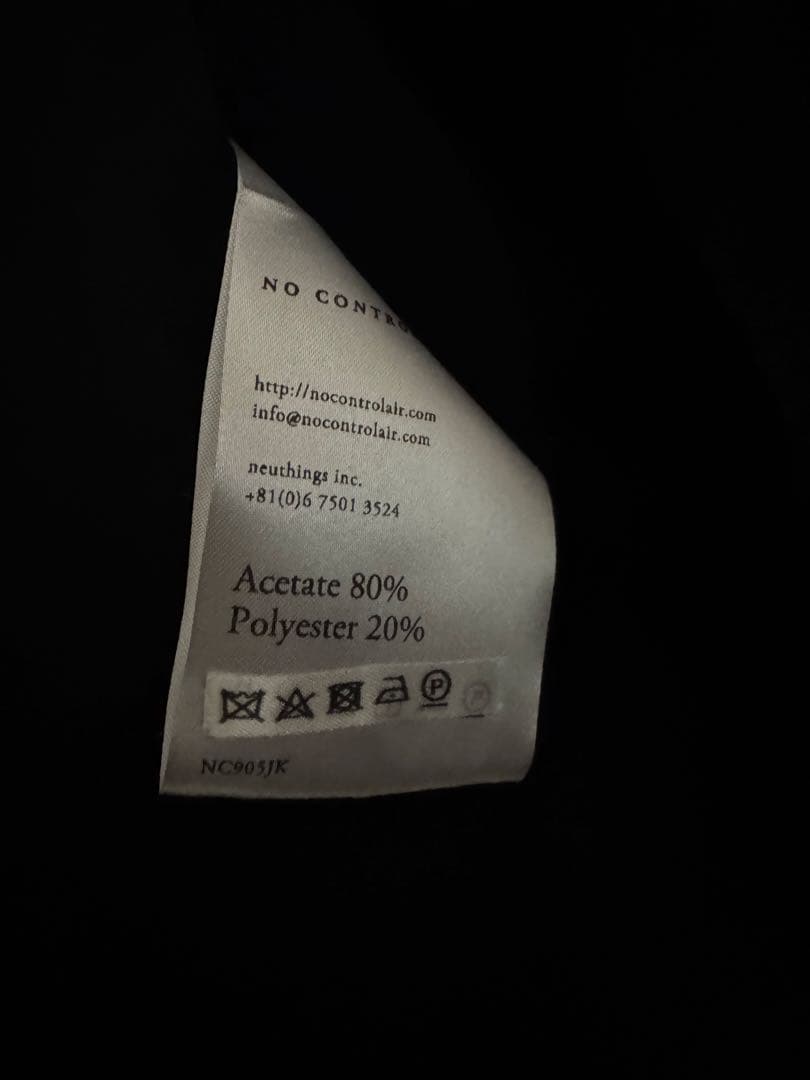 NO CONTRO
http://nocontrolair.com
info@nocontrolair.com
neuthings inc.
+81(0)6 7501 3524
Acetate 80%
Polyester 20%
P
P
NC905JK